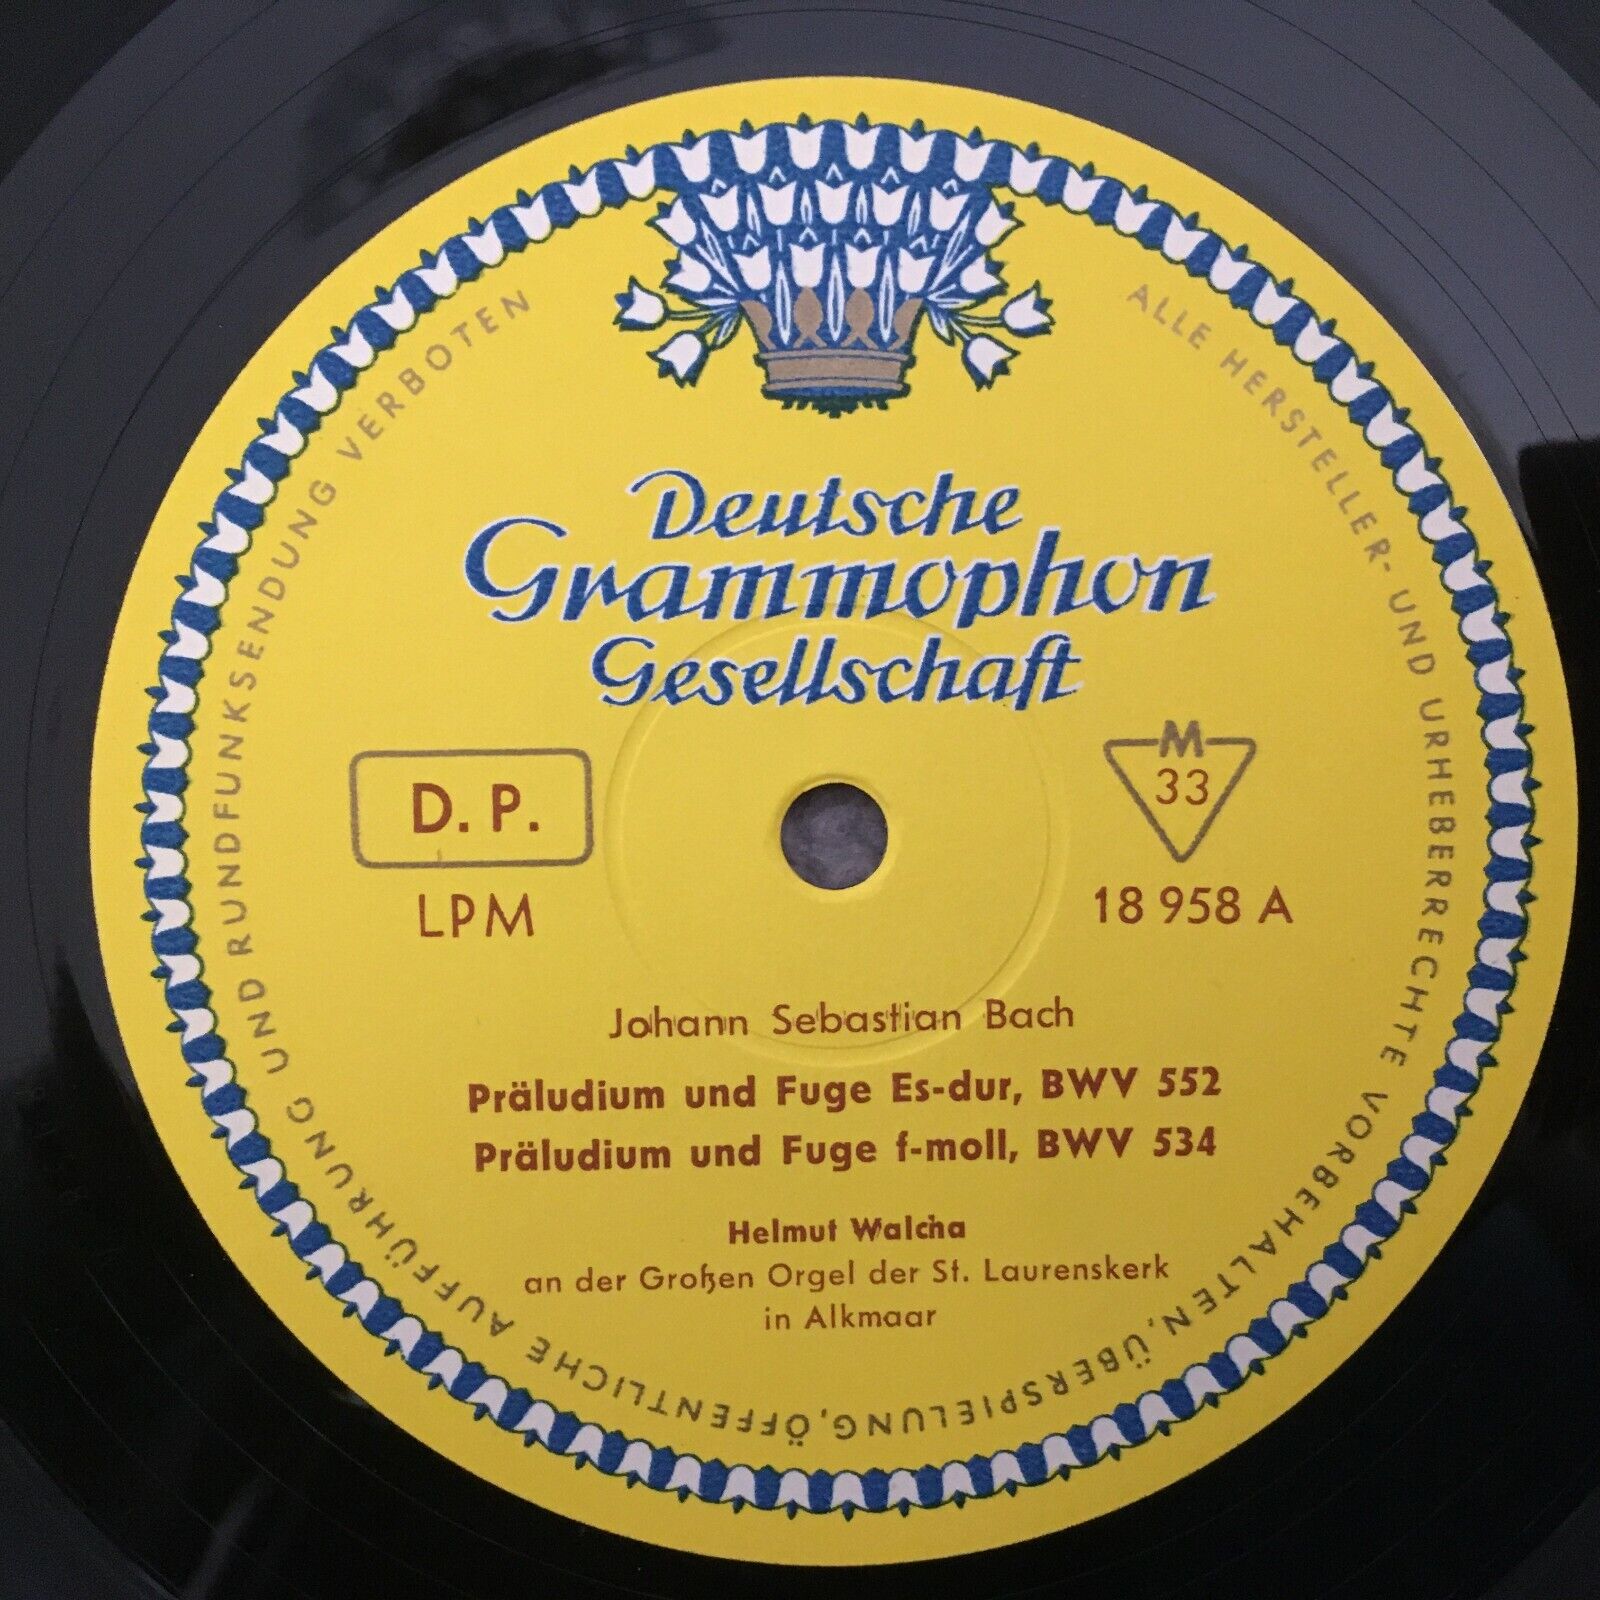 Deutsche
Grammophon
Gesellschaft
D. P.
LPM
M
33
18 958 A
Johann Sebastian Bach
Präludium und Fuge Es-dur, BWV 552
Präludium und Fuge f-moll, BWV 534
Helmut Walcha
an der Großen Orgel der St. Laurenskerk
in Alkmaar
ALLE HERSTELLER- UND URHEBERRECHTE VORBEHALTEN, ÜBERSPIELUNG, ÖFFENTLICHE AUFFÜHRUNG UND RUNDFUNKSENDUNG VERBOTEN